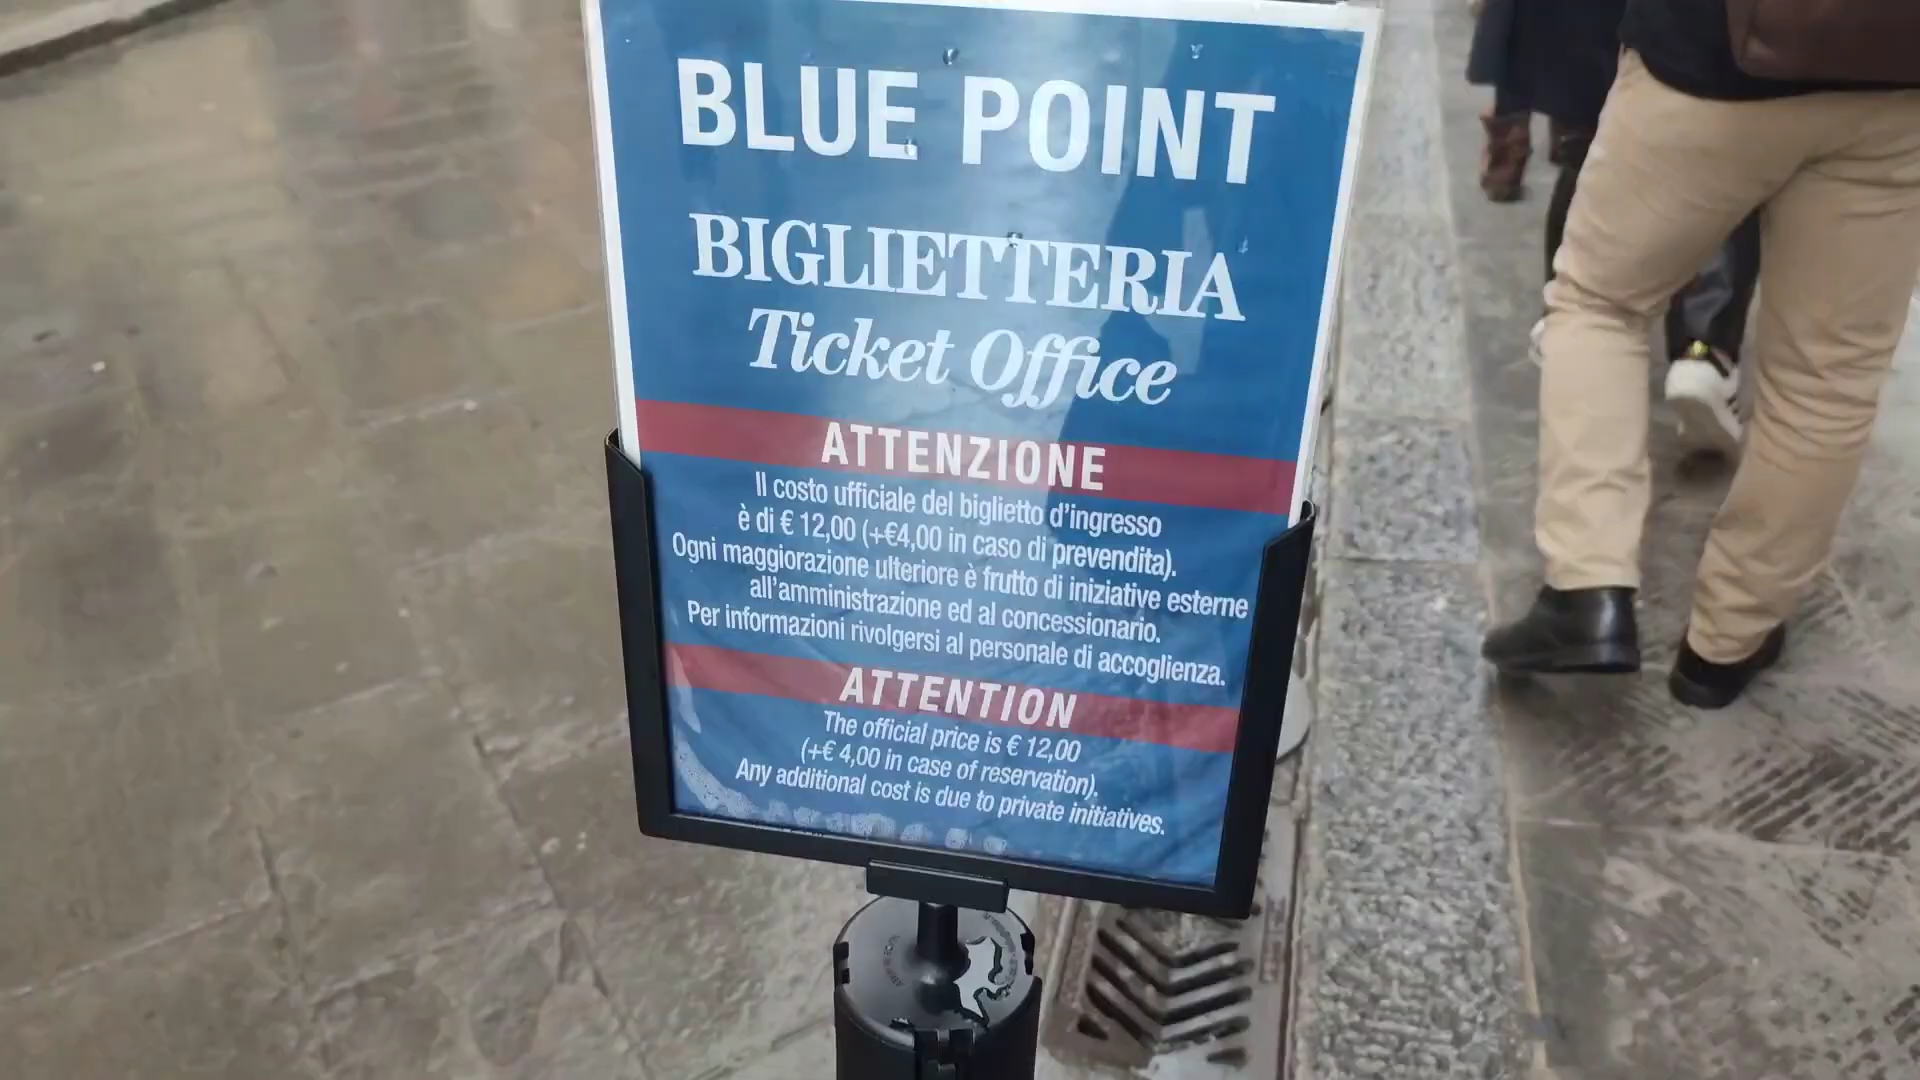 BLUE POINT
BIGLIETTERIA
Ticket Office
ATTENZIONE
Il costo ufficiale del biglietto d'ingresso
è di € 12,00 (+€4,00 in caso di prevendita).
Ogni maggiorazione ulteriore è frutto di iniziative esterne
all'amministrazione ed al concessionario.
Per informazioni rivolgersi al personale di accoglienza.
ATTENTION
The official price is € 12,00
(+€ 4,00 in case of reservation).
Any additional cost is due to private initiatives.